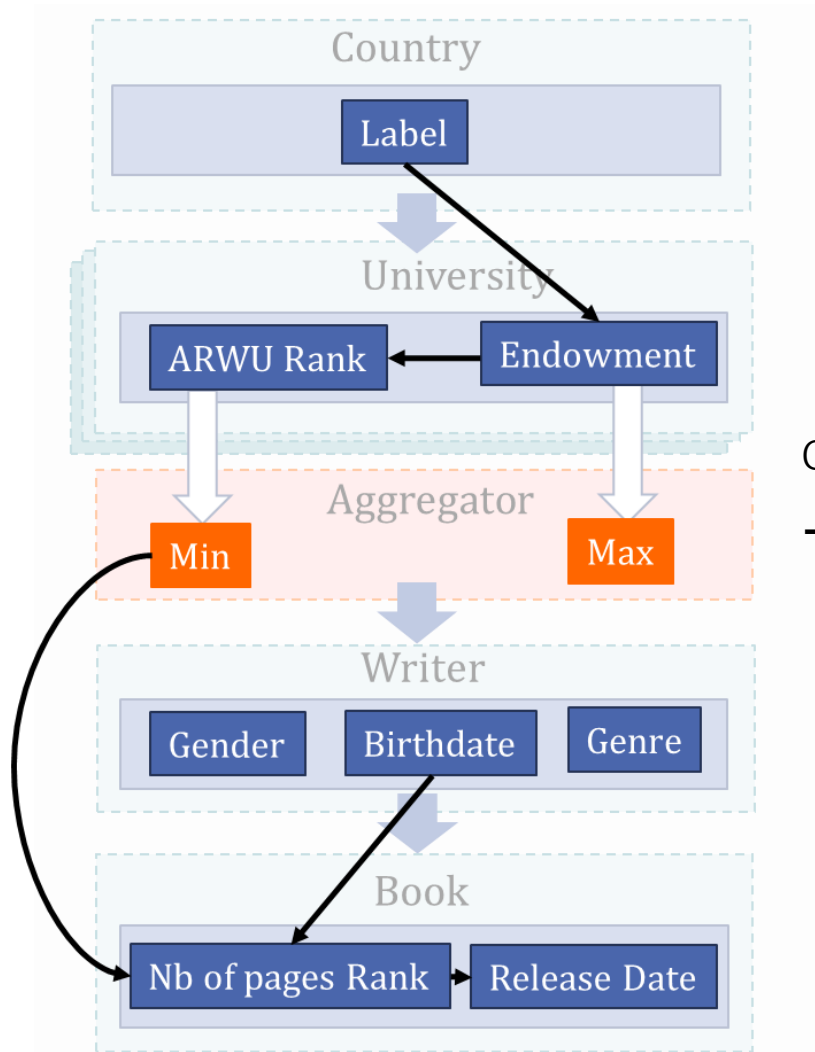 Country
Label
University
ARWU Rank
Endowment
Aggregator
Min
Max
Writer
Gender
Birthdate
Genre
Book
Nb of pages Rank
Release Date